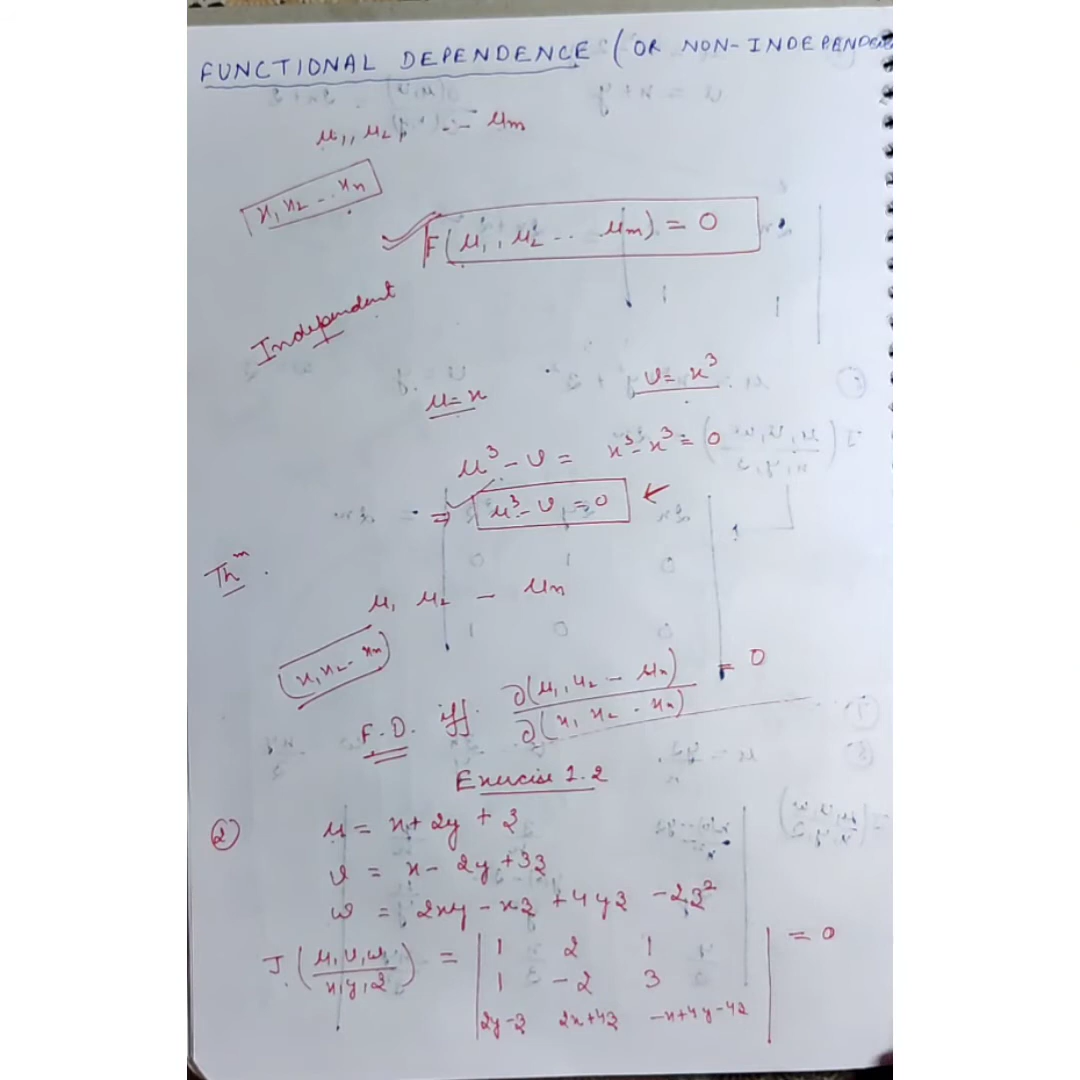 FUNCTIONAL DEPENDENCE (OR NON-INDEPENDE
u₁, u₂ -- um
x₁ x₂ -- xn
F(u₁, u₂ .. um) = 0
Independent
u = x v = x³
u³ - v = x³ - x³ = 0
⇒ u³ - v = 0 ←
Thᵐ.
u₁ u₂ - un
(x₁ x₂ - xn)
F.D. iff. ∂(u₁, u₂ - un) / ∂(x₁ x₂ - xn) = 0
Exercise 1.2
② u = x + 2y + z
v = x - 2y + 3z
w = 2xy - xz + 4yz - 2z²
J(u, v, w / x, y, z) = | 1 2 1 | = 0
1 -2 3
2y-z 2x+4z -x+4y-4z